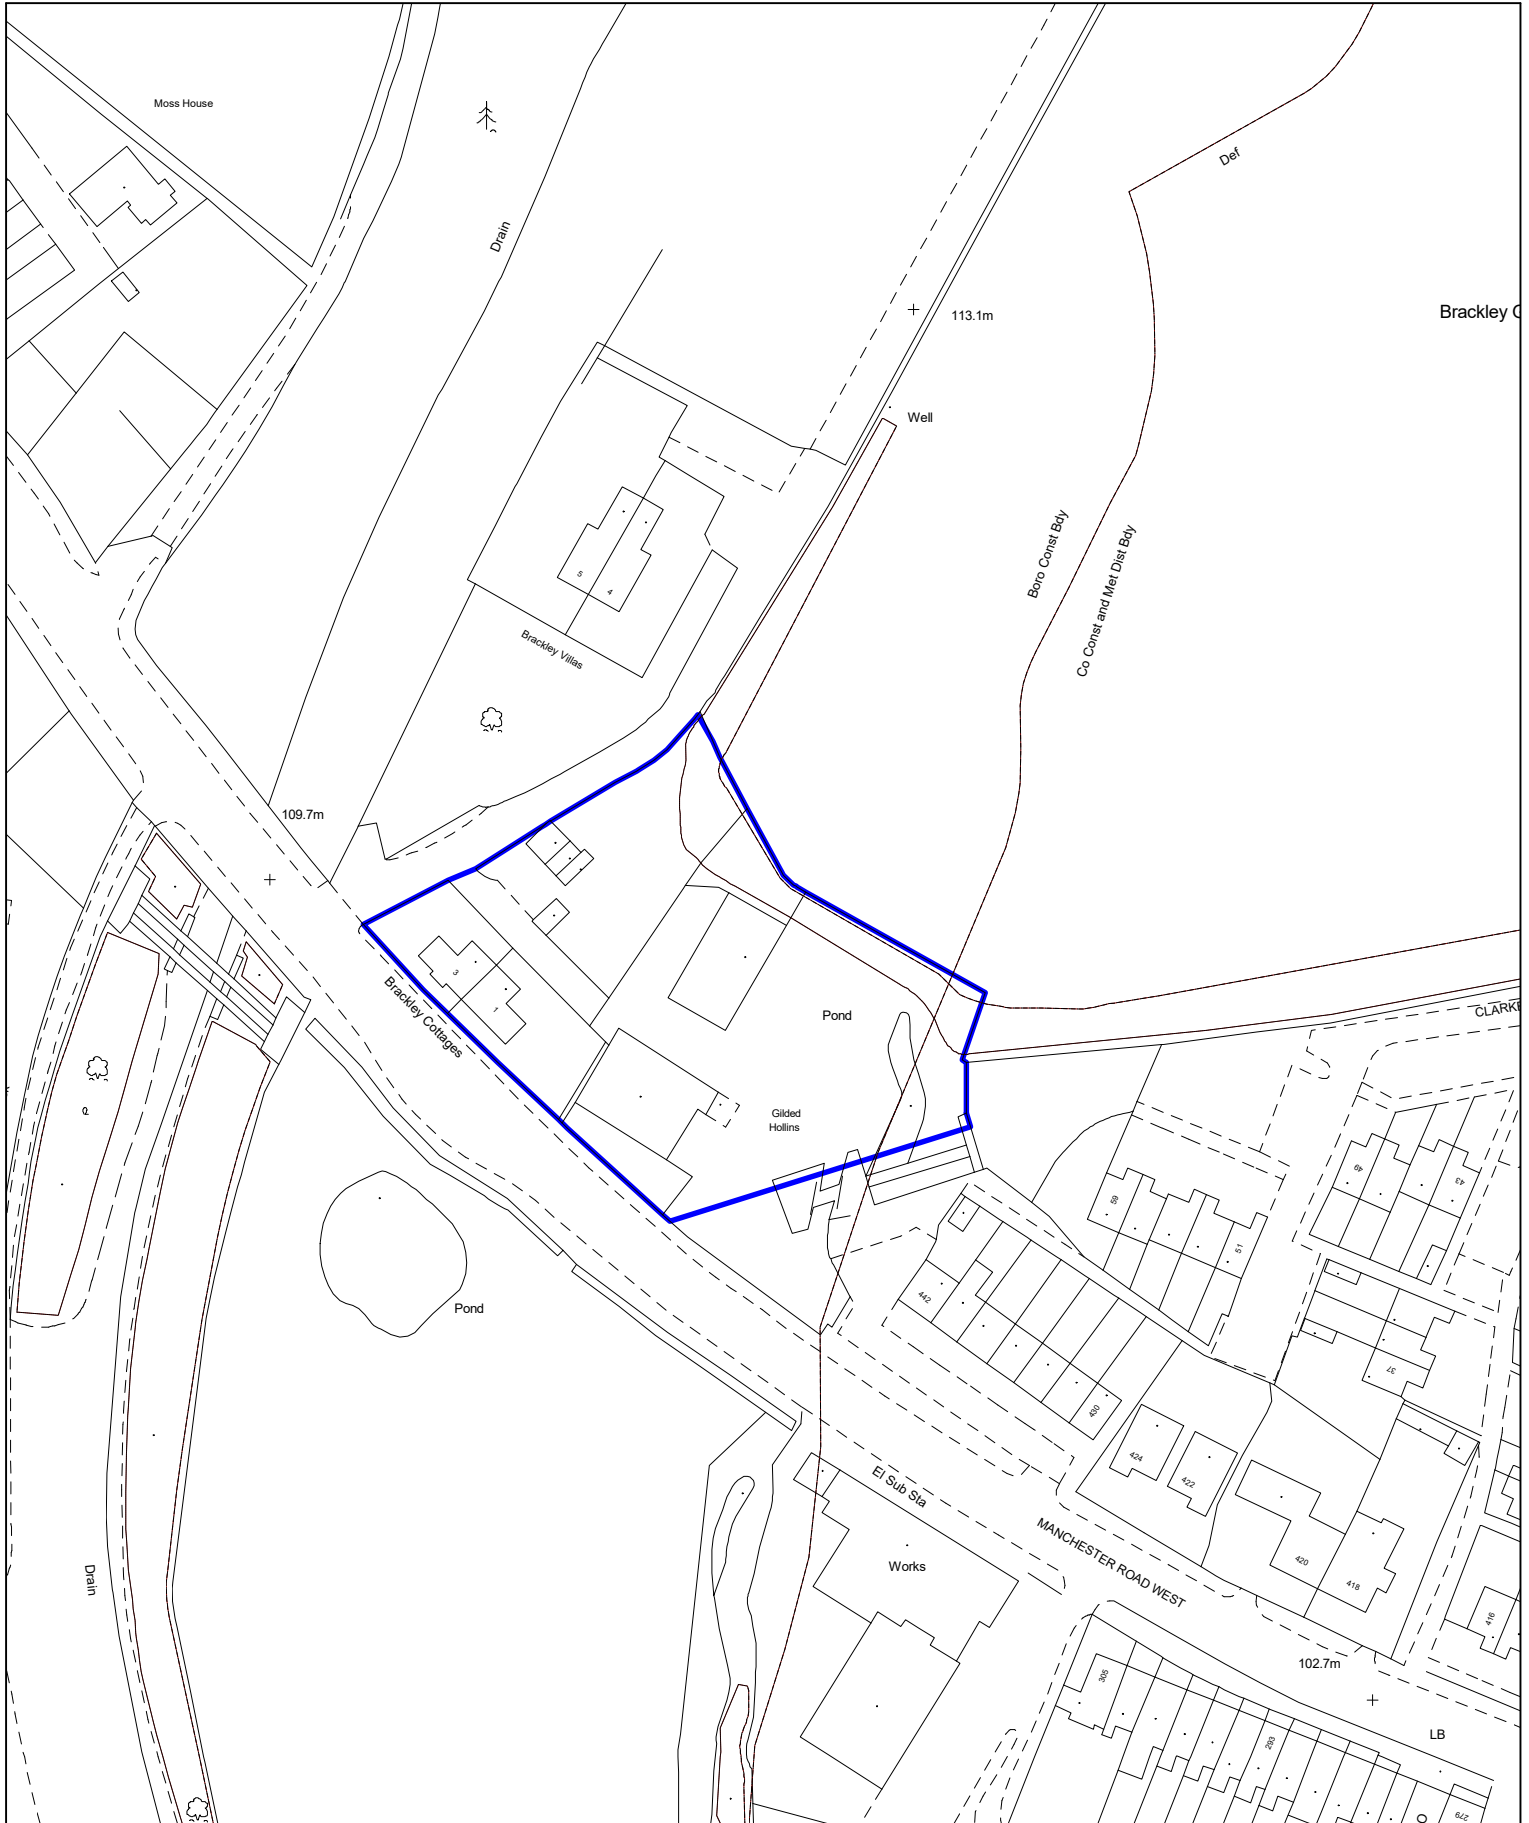 Moss House
Def
Drain
113.1m
Brackley
Well
Boro Const Bdy
Co Const and Met Dist Bdy
5
4
Brackley Villas
109.7m
3
1
Brackley Cottages
Pond
CLARKE
Gilded
Hollins
49
43
59
51
442
37
Pond
430
424
422
El Sub Sta
MANCHESTER ROAD WEST
Works
420
418
Drain
416
102.7m
305
293
LB
279